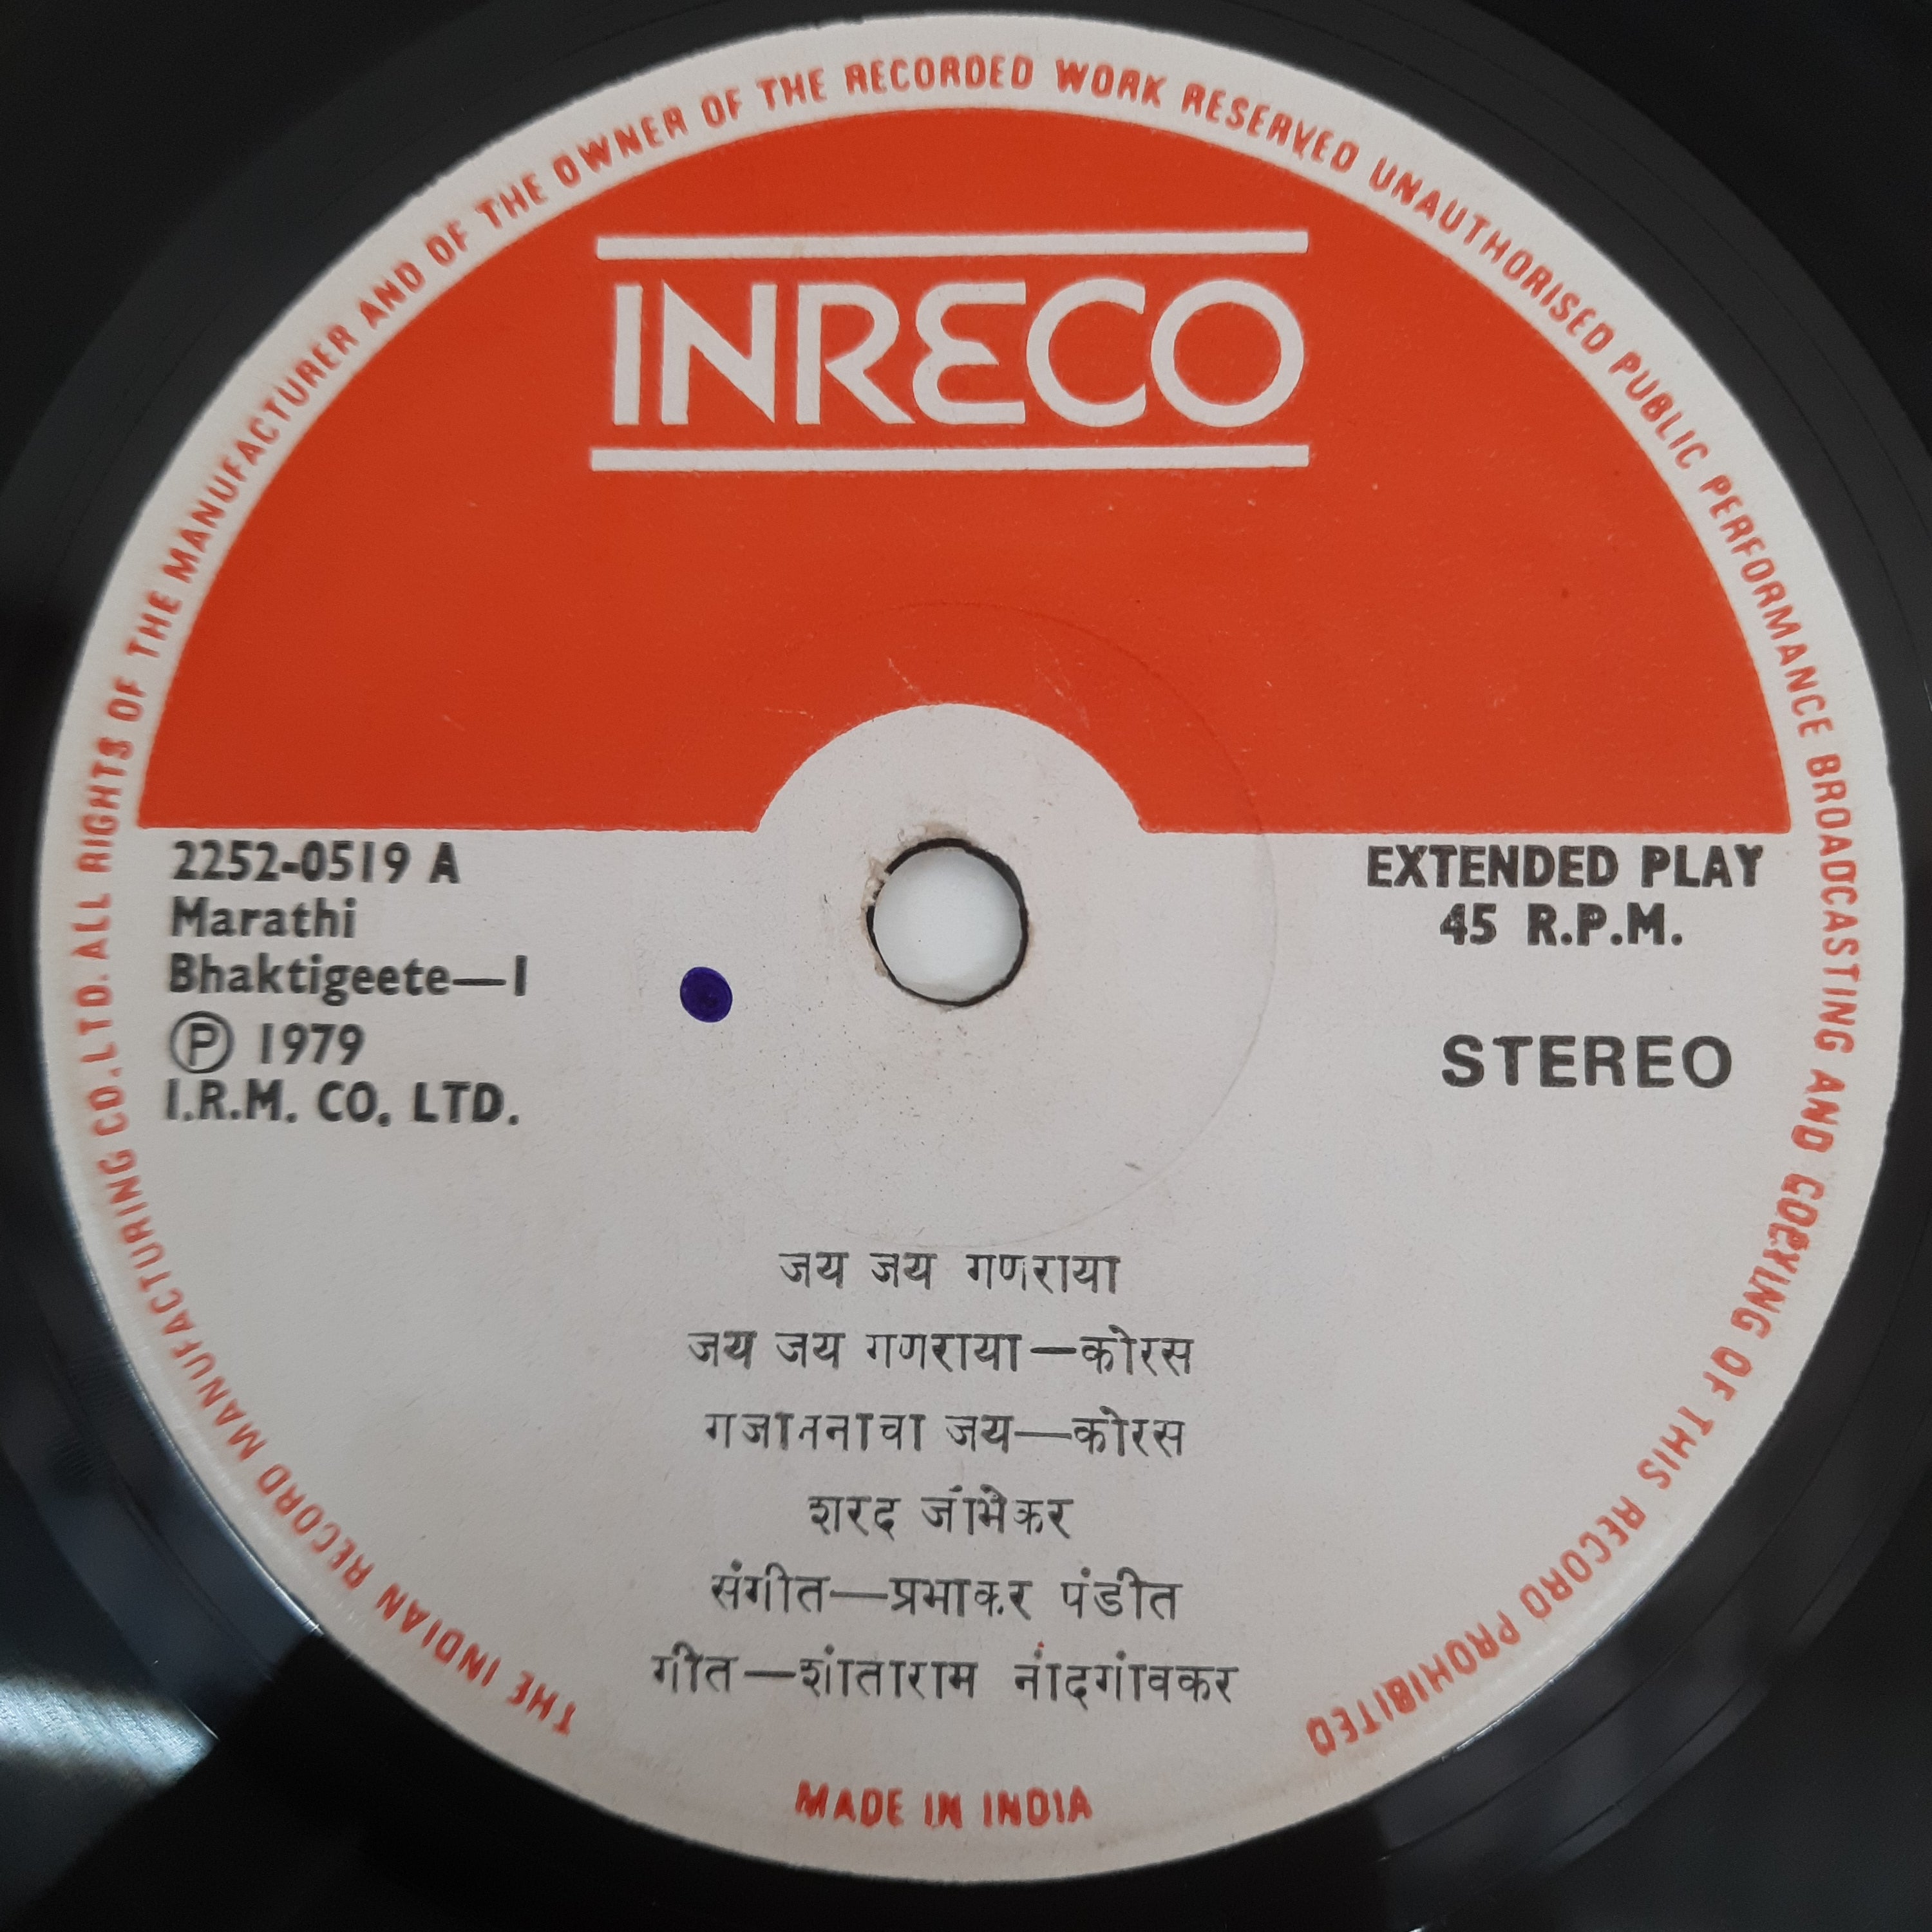 THE INDIAN RECORD MANUFACTURING CO. LTD. ALL RIGHTS OF THE MANUFACTURER AND OF THE OWNER OF THE RECORDED WORK RESERVED UNAUTHORISED PUBLIC PERFORMANCE BROADCASTING AND COPYING OF THIS RECORD PROHIBITED
INRECO
2252-0519 A
Marathi
Bhaktigeete—1
Ⓟ 1979
I.R.M. CO. LTD.
EXTENDED PLAY
45 R.P.M.
STEREO
जय जय गणराया
जय जय गणराया—कोरस
गजाननाचा जय—कोरस
शरद जांभेकर
संगीत—प्रभाकर पंडीत
गीत—शांताराम नांदगांवकर
MADE IN INDIA